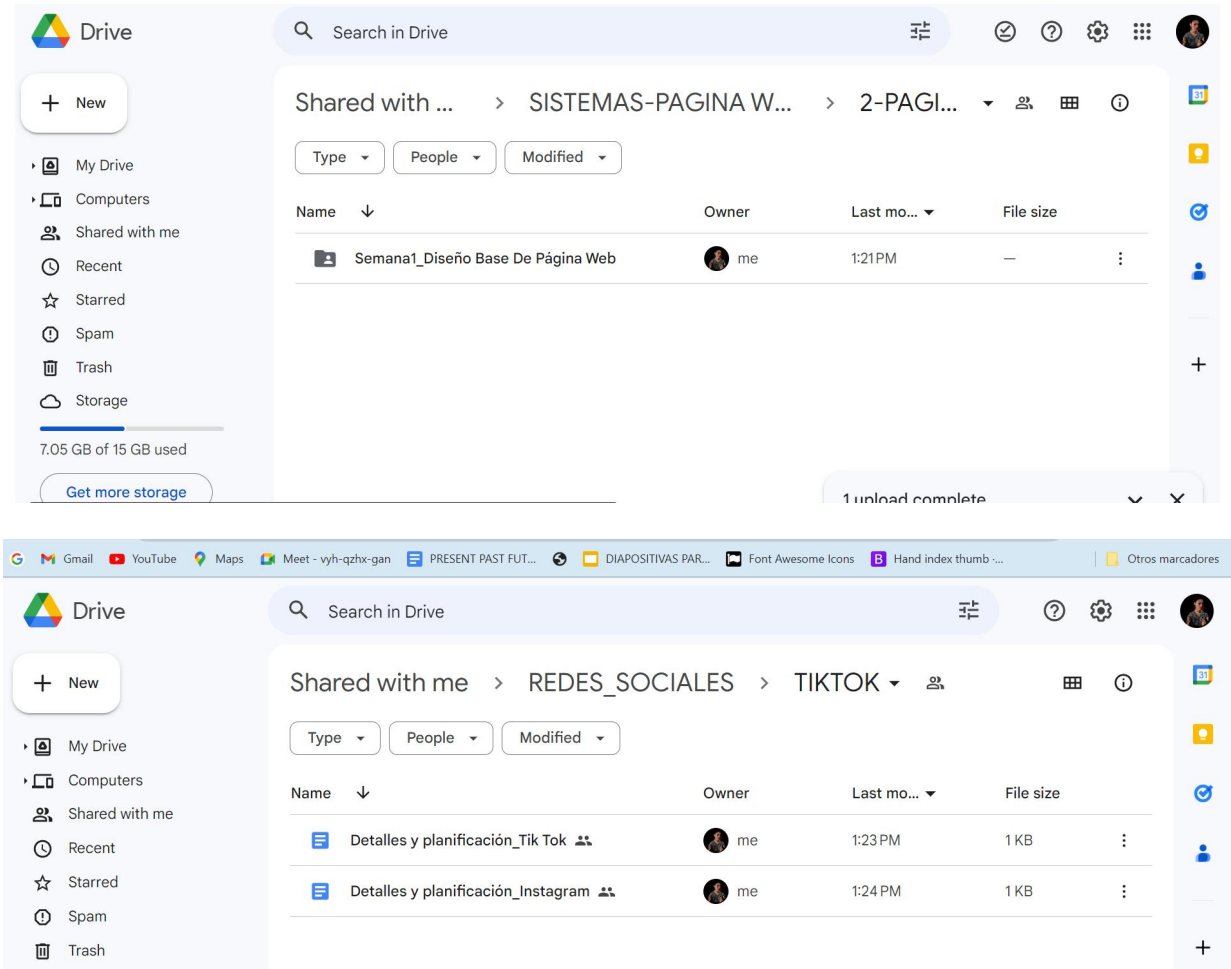 Drive
Search in Drive
New
Shared with ... > SISTEMAS-PAGINA W... > 2-PAGI...
31
Type People Modified
My Drive
Computers
Shared with me
Recent
Starred
Spam
Trash
Storage
7.05 GB of 15 GB used
Get more storage
Name Owner Last mo... File size
Semana1_Diseño Base De Página Web me 1:21 PM —
1 upload complete
G Gmail YouTube Maps Meet - vyh-qzhx-gan PRESENT PAST FUT... DIAPOSITIVAS PAR... Font Awesome Icons B Hand index thumb ·... Otros marcadores
Drive
Search in Drive
New
Shared with me > REDES_SOCIALES > TIKTOK
31
Type People Modified
My Drive
Computers
Shared with me
Recent
Starred
Spam
Trash
Name Owner Last mo... File size
Detalles y planificación_Tik Tok me 1:23 PM 1 KB
Detalles y planificación_Instagram me 1:24 PM 1 KB